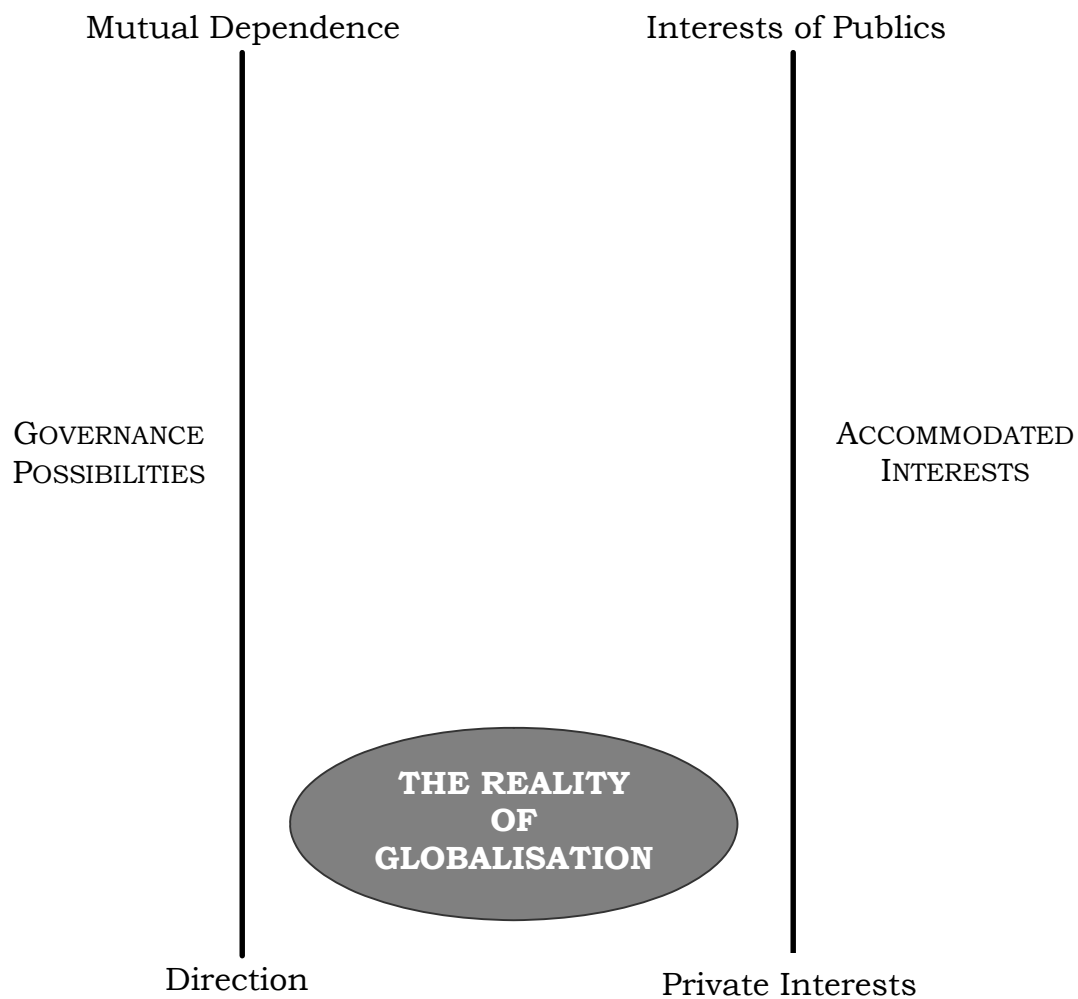 Mutual Dependence
Interests of Publics
GOVERNANCE
POSSIBILITIES
ACCOMMODATED
INTERESTS
THE REALITY
OF
GLOBALISATION
Direction
Private Interests